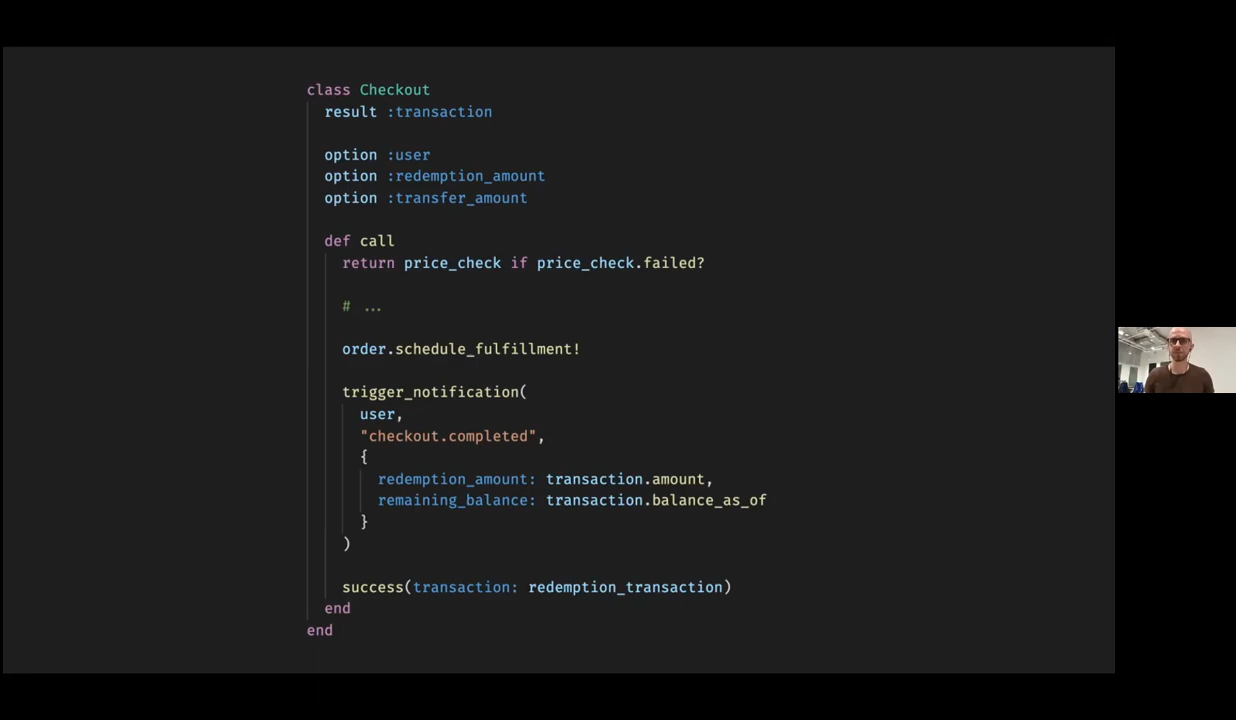 class Checkout
result :transaction
option :user
option :redemption_amount
option :transfer_amount
def call
return price_check if price_check.failed?
# ...
order.schedule_fulfillment!
trigger_notification(
user,
"checkout.completed",
{
redemption_amount: transaction.amount,
remaining_balance: transaction.balance_as_of
}
)
success(transaction: redemption_transaction)
end
end